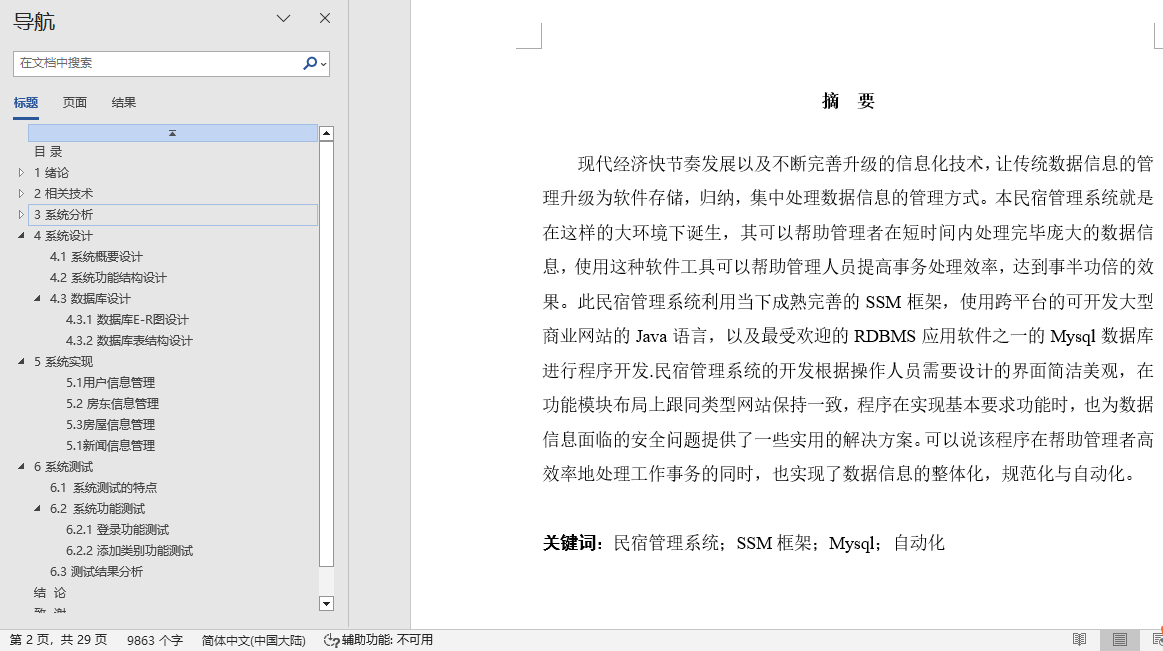 导航
在文档中搜索
标题 页面 结果
目 录
1 绪论
2 相关技术
3 系统分析
4 系统设计
4.1 系统概要设计
4.2 系统功能结构设计
4.3 数据库设计
4.3.1 数据库E-R图设计
4.3.2 数据库表结构设计
5 系统实现
5.1用户信息管理
5.2 房东信息管理
5.3房屋信息管理
5.1新闻信息管理
6 系统测试
6.1 系统测试的特点
6.2 系统功能测试
6.2.1 登录功能测试
6.2.2 添加类别功能测试
6.3 测试结果分析
结 论
致 谢
摘 要
现代经济快节奏发展以及不断完善升级的信息化技术,让传统数据信息的管
理升级为软件存储，归纳，集中处理数据信息的管理方式。本民宿管理系统就是
在这样的大环境下诞生，其可以帮助管理者在短时间内处理完毕庞大的数据信
息，使用这种软件工具可以帮助管理人员提高事务处理效率，达到事半功倍的效
果。此民宿管理系统利用当下成熟完善的 SSM 框架，使用跨平台的可开发大型
商业网站的 Java 语言，以及最受欢迎的 RDBMS 应用软件之一的 Mysql 数据库
进行程序开发.民宿管理系统的开发根据操作人员需要设计的界面简洁美观，在
功能模块布局上跟同类型网站保持一致，程序在实现基本要求功能时，也为数据
信息面临的安全问题提供了一些实用的解决方案。可以说该程序在帮助管理者高
效率地处理工作事务的同时，也实现了数据信息的整体化，规范化与自动化。
关键词：民宿管理系统；SSM 框架；Mysql；自动化
第 2 页，共 29 页 9863 个字 简体中文(中国大陆) 辅助功能: 不可用